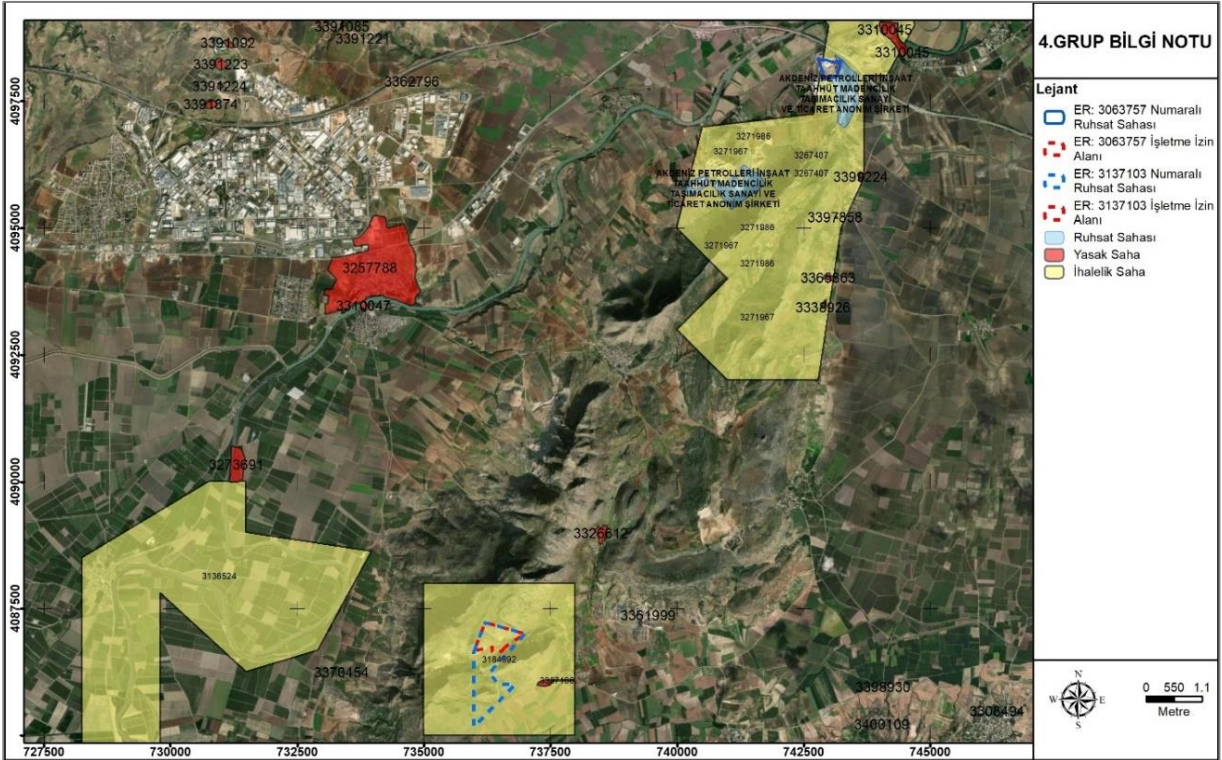 4.GRUP BİLGİ NOTU
Lejant
ER: 3063757 Numaralı
Ruhsat Sahası
ER: 3063757 İşletme İzin
Alanı
ER: 3137103 Numaralı
Ruhsat Sahası
ER: 3137103 İşletme İzin
Alanı
Ruhsat Sahası
Yasak Saha
İhalelik Saha
N
W E
S
0 550 1.1
Metre
3391085
3391221
3391092
3391223
3391224
3391874
3362796
3310045
3310045
AKDENİZ PETROLLERİ İNŞAAT
TAAHHÜT MADENCİLİK
TAŞIMACILIK SANAYİ
VE TİCARET ANONİM ŞİRKETİ
3271986
3271967
3267407
3267407
3399224
AKDENİZ PETROLLERİ İNŞAAT
TAAHHÜT MADENCİLİK
TAŞIMACILIK SANAYİ VE
TİCARET ANONİM ŞİRKETİ
3397858
3271986
3271967
3271986
3257788
3365863
3310047
3338926
3271967
3273691
3326612
3136524
3361999
3184692
3370454
3398930
3400109
3308494
4097500
4095000
4092500
4090000
4087500
727500 730000 732500 735000 737500 740000 742500 745000